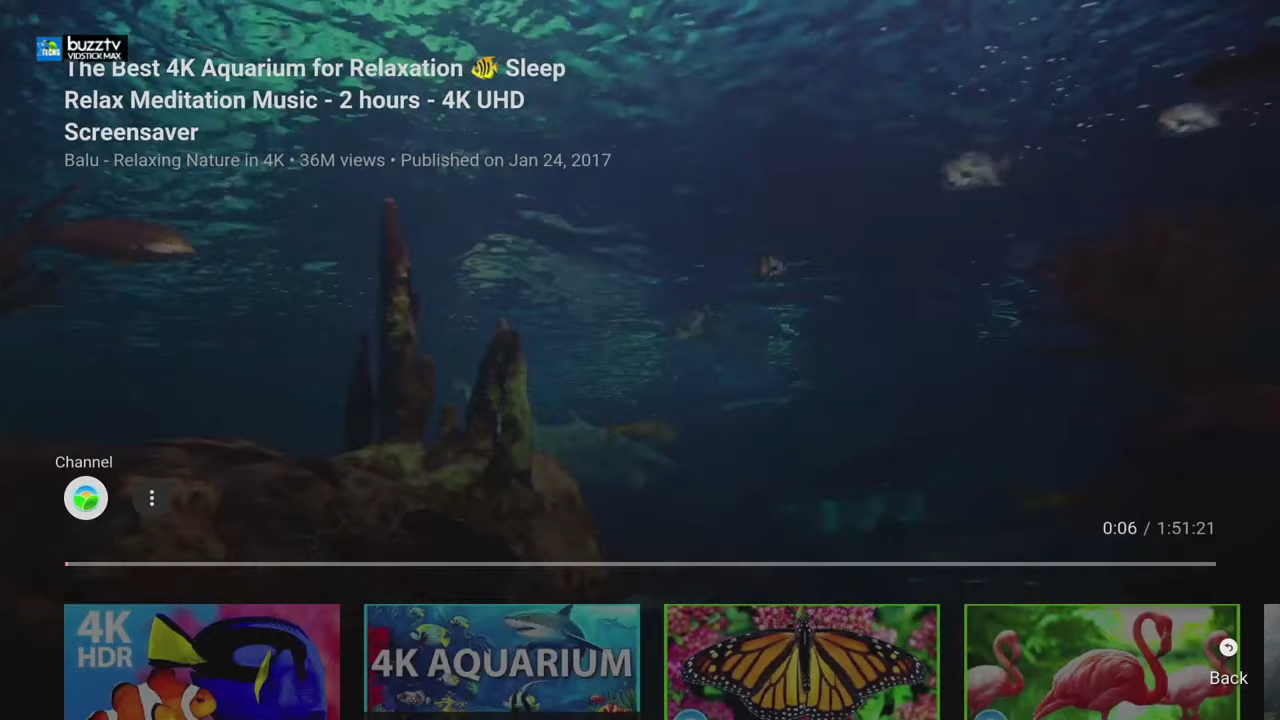 TECHS
buzztv
VIDSTICK MAX
The Best 4K Aquarium for Relaxation 🐠 Sleep
Relax Meditation Music - 2 hours - 4K UHD
Screensaver
Balu - Relaxing Nature in 4K • 36M views • Published on Jan 24, 2017
Channel
0:06 / 1:51:21
4K
HDR
4K AQUARIUM
Back